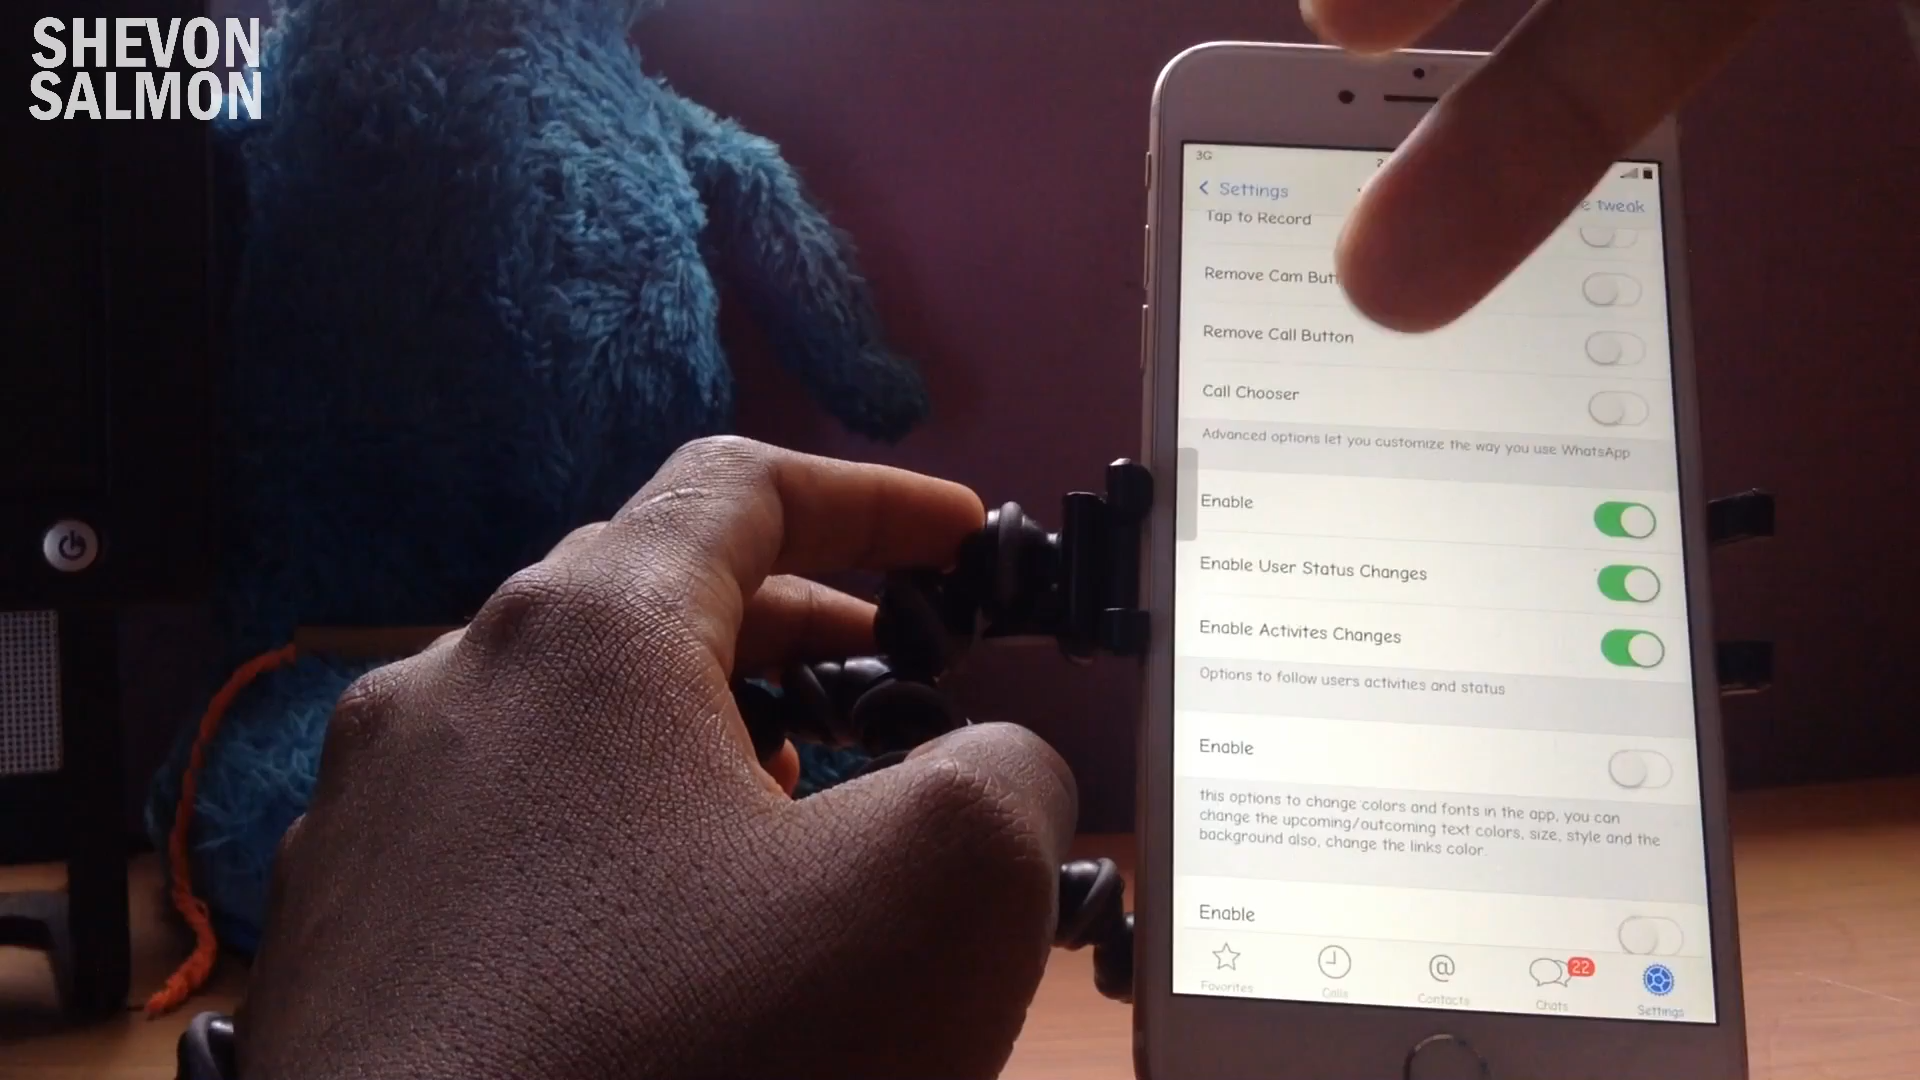 SHEVON
SALMON
3G
Settings
tweak
Tap to Record
Remove Cam
Remove Call Button
Call Chooser
Advanced options let you customize the way you use WhatsApp
Enable
Enable User Status Changes
Enable Activites Changes
Options to follow users activities and status
Enable
this options to change colors and fonts in the app, you can
change the upcoming/outcoming text colors, size, style and the
background also, change the links color.
Enable
22
Favorites
Calls
Contacts
Chats
Settings